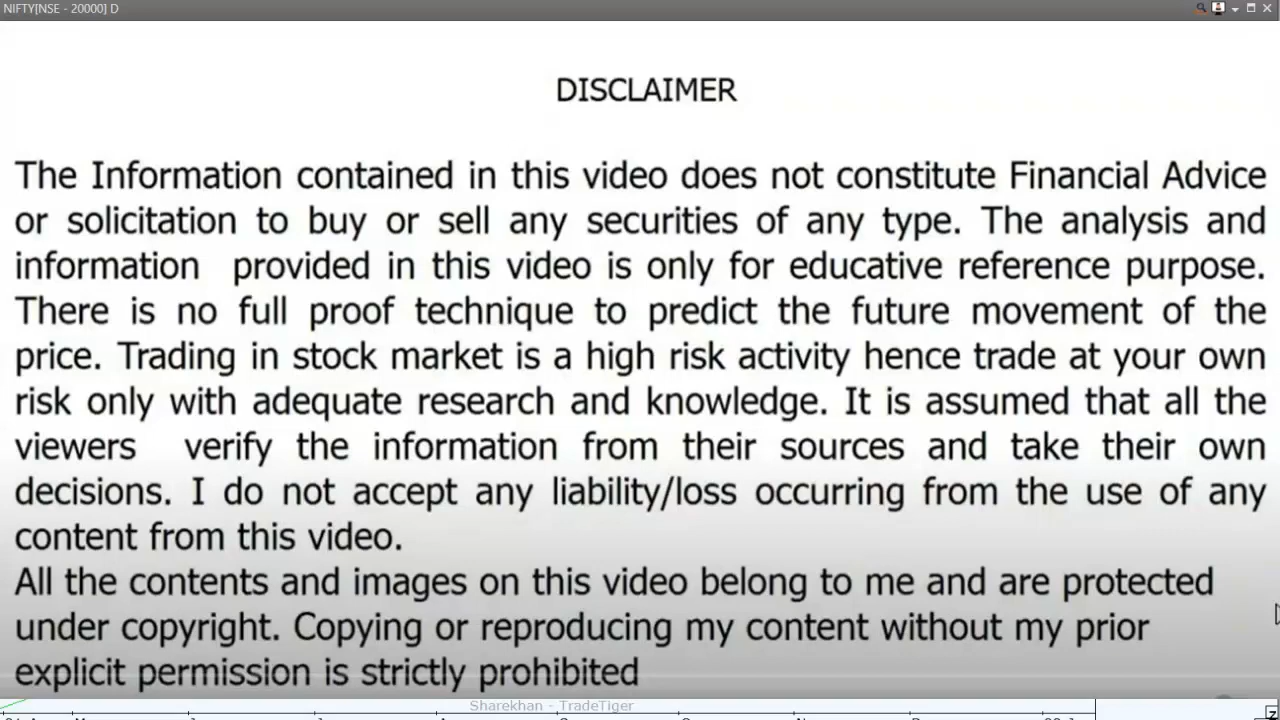 NIFTY[NSE - 20000] D
DISCLAIMER
The Information contained in this video does not constitute Financial Advice
or solicitation to buy or sell any securities of any type. The analysis and
information provided in this video is only for educative reference purpose.
There is no full proof technique to predict the future movement of the
price. Trading in stock market is a high risk activity hence trade at your own
risk only with adequate research and knowledge. It is assumed that all the
viewers verify the information from their sources and take their own
decisions. I do not accept any liability/loss occurring from the use of any
content from this video.
All the contents and images on this video belong to me and are protected
under copyright. Copying or reproducing my content without my prior
explicit permission is strictly prohibited
Sharekhan - TradeTiger
Z